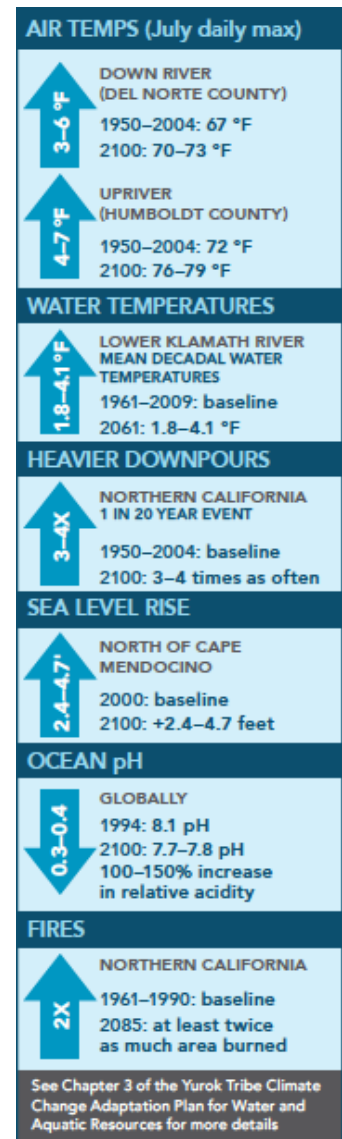 AIR TEMPS (July daily max)
3–6 °F
DOWN RIVER
(DEL NORTE COUNTY)
1950–2004: 67 °F
2100: 70–73 °F
4–7 °F
UPRIVER
(HUMBOLDT COUNTY)
1950–2004: 72 °F
2100: 76–79 °F
WATER TEMPERATURES
1.8–4.1 °F
LOWER KLAMATH RIVER
MEAN DECADAL WATER
TEMPERATURES
1961–2009: baseline
2061: 1.8–4.1 °F
HEAVIER DOWNPOURS
3–4X
NORTHERN CALIFORNIA
1 IN 20 YEAR EVENT
1950–2004: baseline
2100: 3–4 times as often
SEA LEVEL RISE
2.4–4.7'
NORTH OF CAPE
MENDOCINO
2000: baseline
2100: +2.4–4.7 feet
OCEAN pH
0.3–0.4
GLOBALLY
1994: 8.1 pH
2100: 7.7–7.8 pH
100–150% increase
in relative acidity
FIRES
2X
NORTHERN CALIFORNIA
1961–1990: baseline
2085: at least twice
as much area burned
See Chapter 3 of the Yurok Tribe Climate
Change Adaptation Plan for Water and
Aquatic Resources for more details